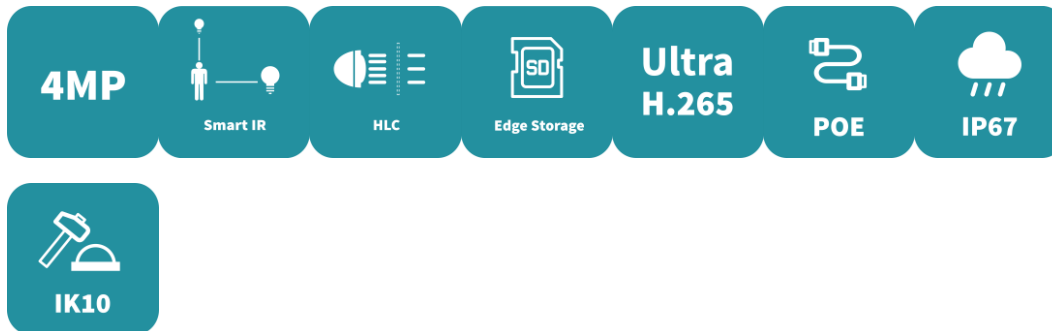 4MP
Smart IR
HLC
SD
Edge Storage
Ultra
H.265
POE
IP67
IK10